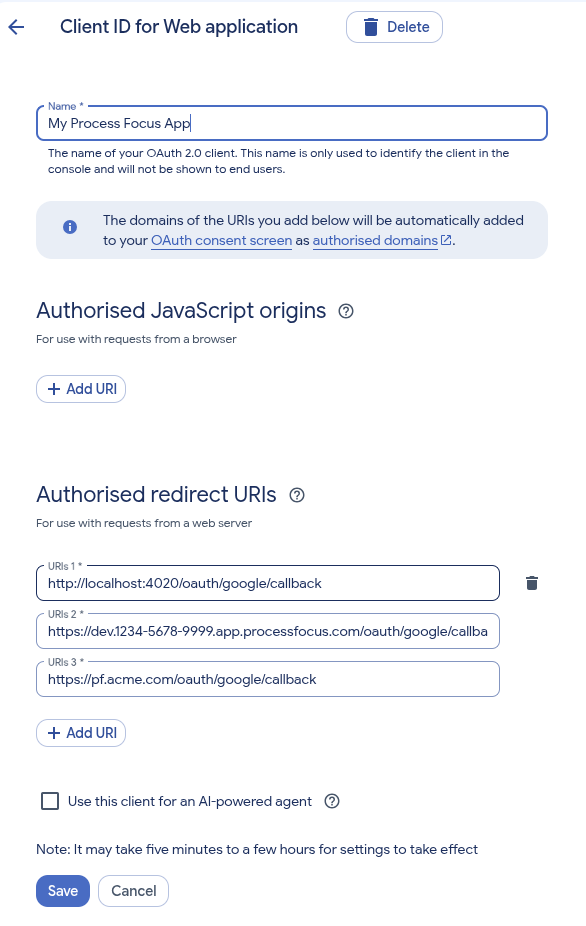 Client ID for Web application
Delete
Name *
My Process Focus App
The name of your OAuth 2.0 client. This name is only used to identify the client in the
console and will not be shown to end users.
The domains of the URIs you add below will be automatically added
to your OAuth consent screen as authorised domains.
Authorised JavaScript origins
For use with requests from a browser
Add URI
Authorised redirect URIs
For use with requests from a web server
URIs 1 *
http://localhost:4020/oauth/google/callback
URIs 2 *
https://dev.1234-5678-9999.app.processfocus.com/oauth/google/callba
URIs 3 *
https://pf.acme.com/oauth/google/callback
Add URI
Use this client for an AI-powered agent
Note: It may take five minutes to a few hours for settings to take effect
Save
Cancel